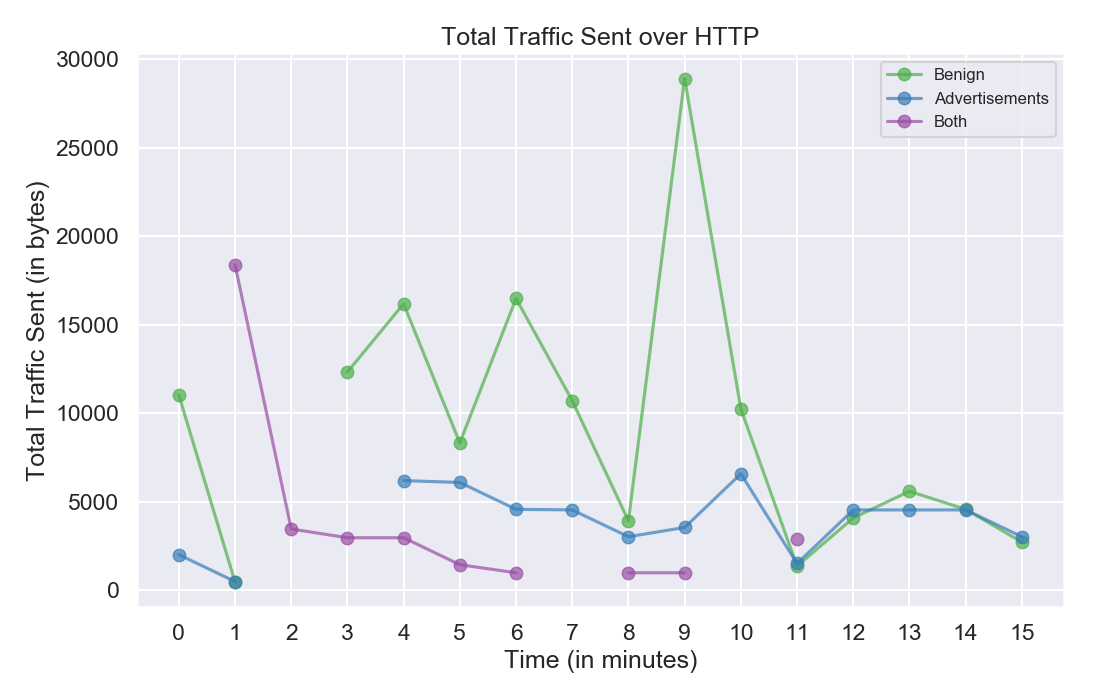 Total Traffic Sent over HTTP
Total Traffic Sent (in bytes)
30000
25000
20000
15000
10000
5000
0
Benign
Advertisements
Both
0 1 2 3 4 5 6 7 8 9 10 11 12 13 14 15
Time (in minutes)